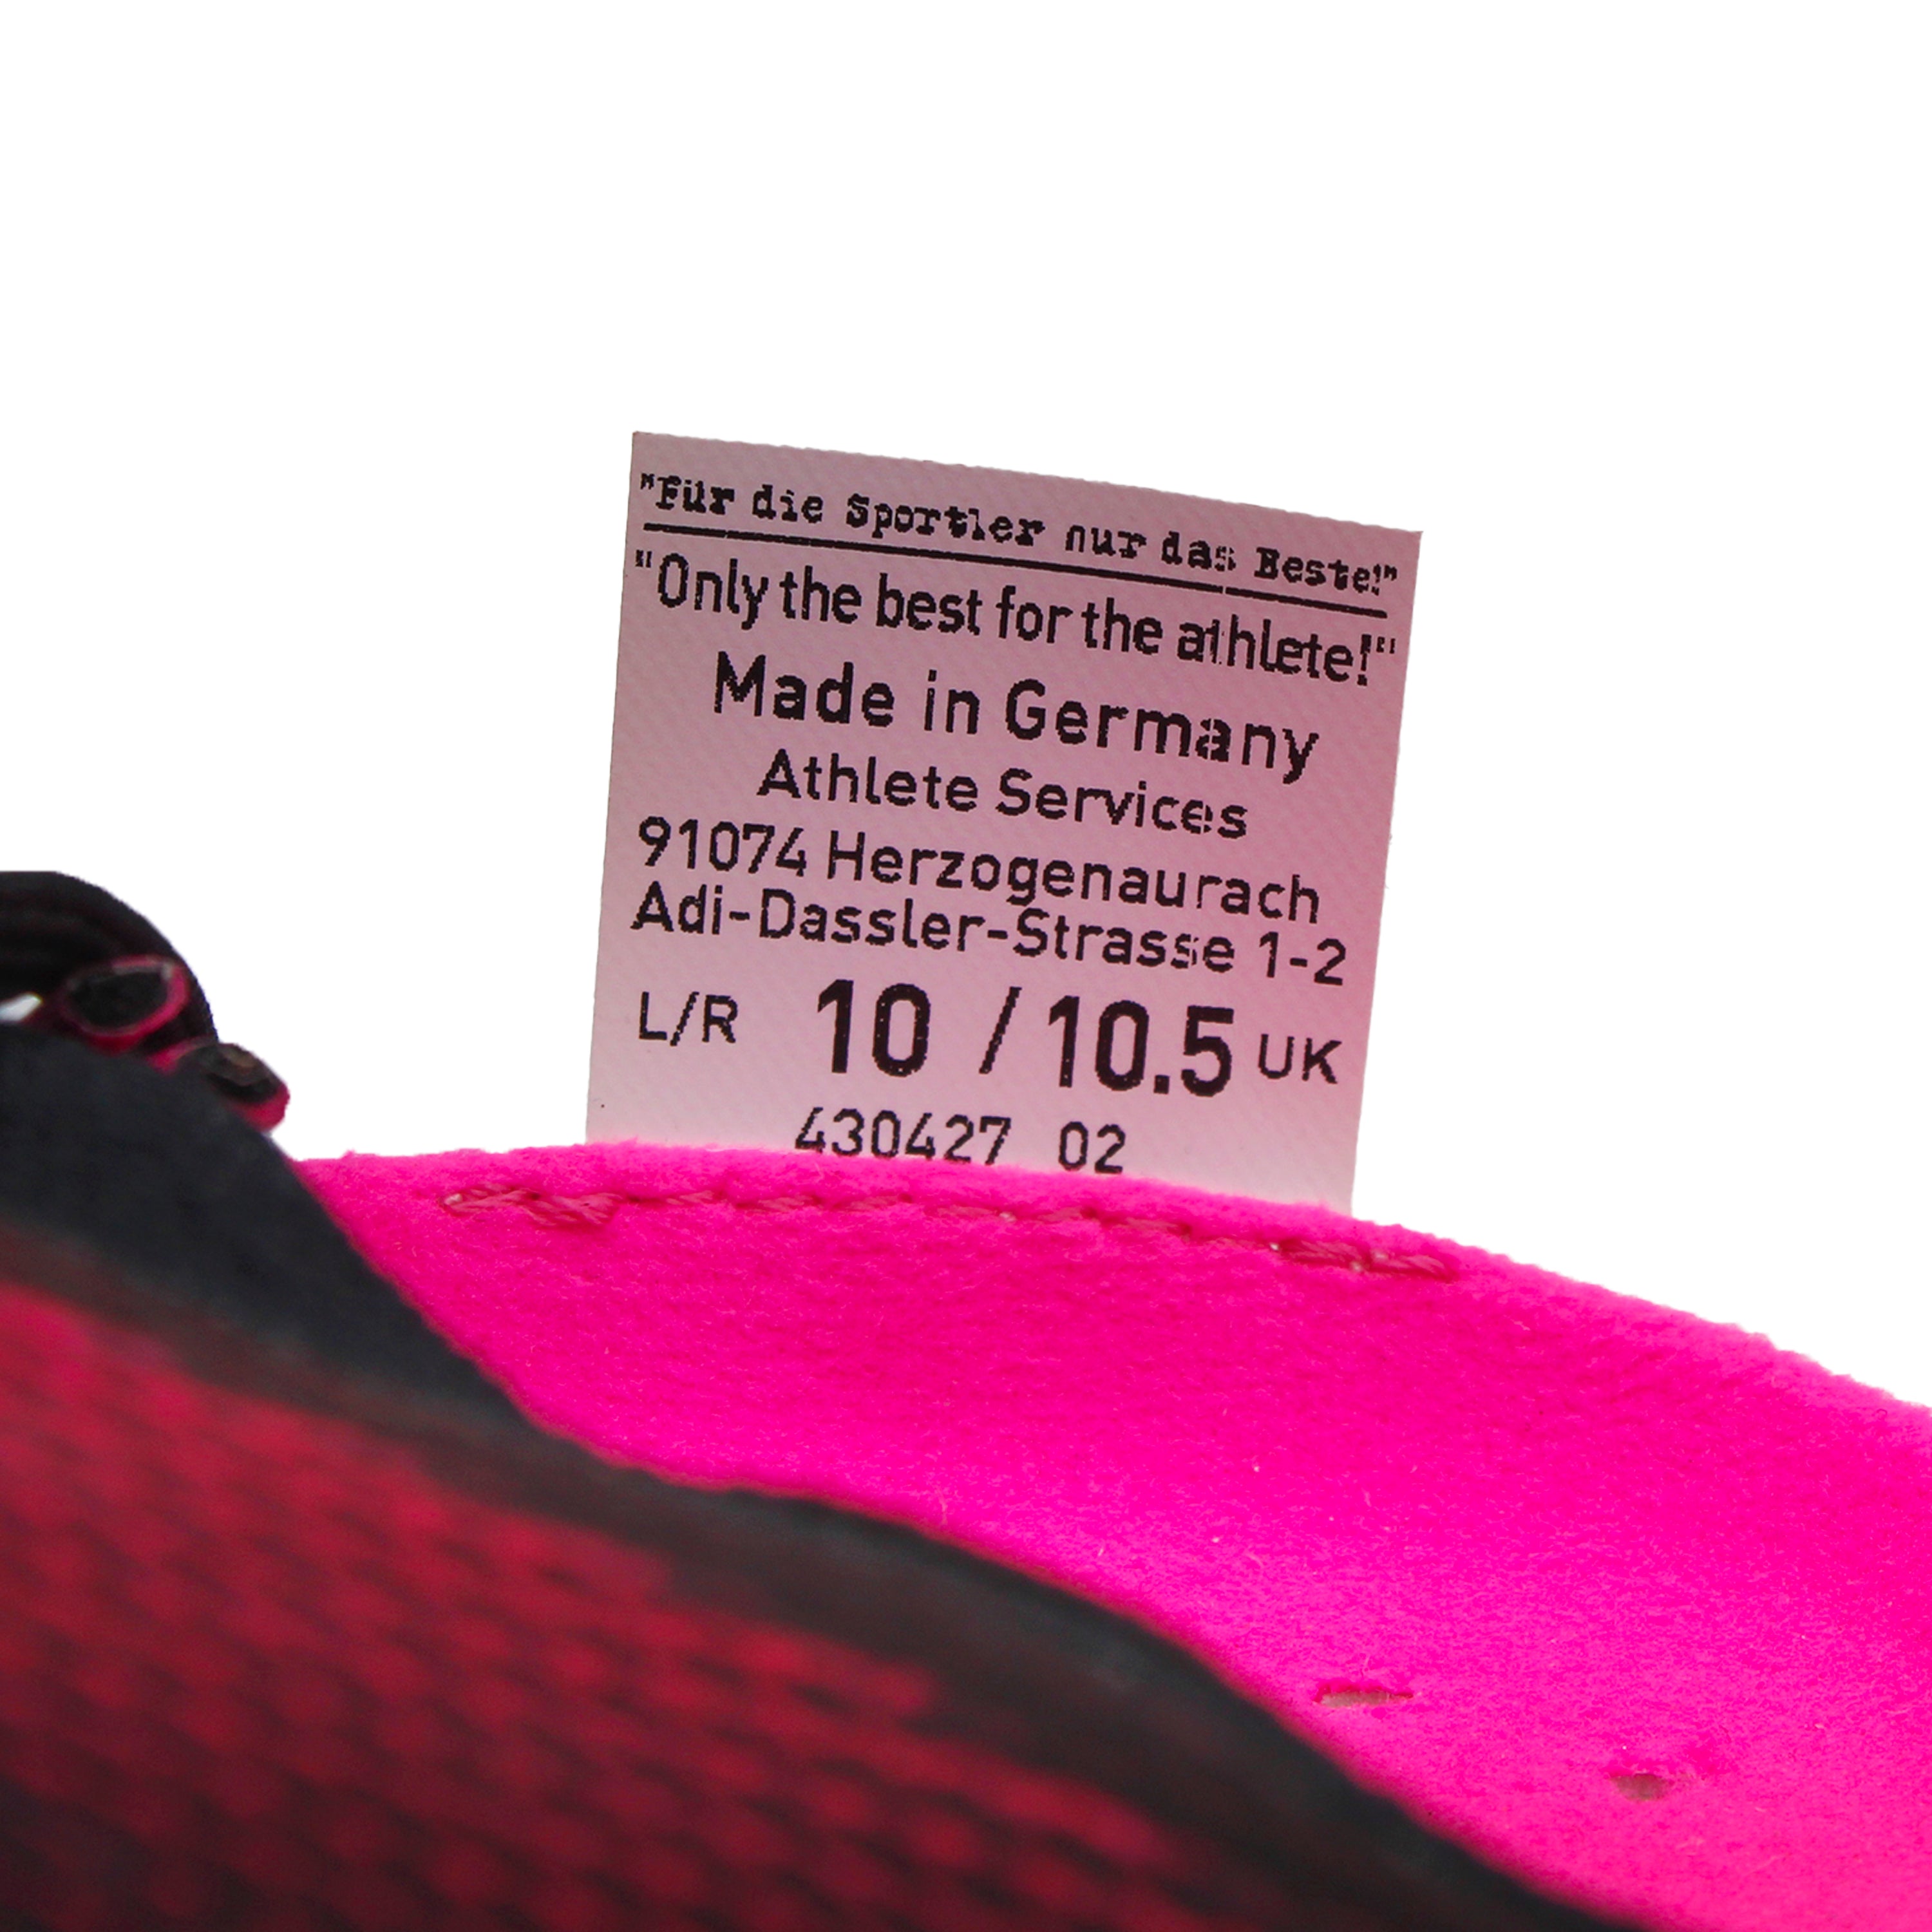 "Für die Sportler nur das Beste!"
"Only the best for the athlete!"
Made in Germany
Athlete Services
91074 Herzogenaurach
Adi-Dassler-Strasse 1-2
L/R 10 / 10.5 UK
430427 02